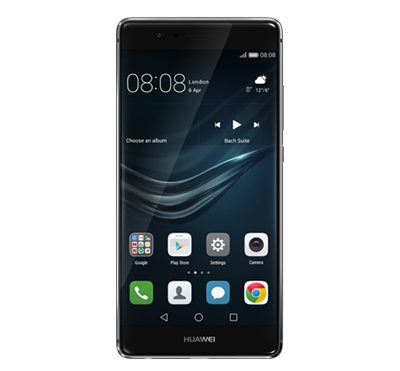 08:08
08:08
London
6 Apr
8°
12°/6°
Choose an album
Bach Suite
Google
Play Store
Settings
Camera
HUAWEI